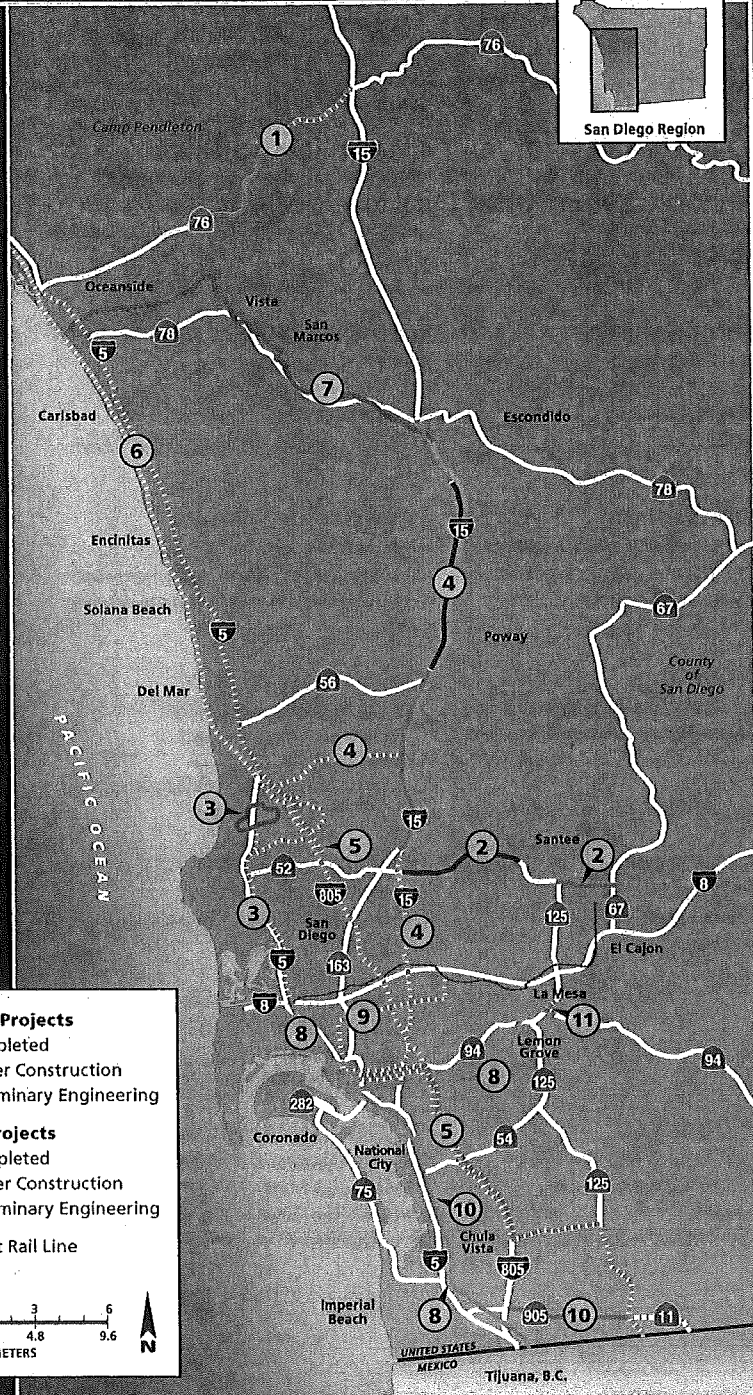 San Diego Region
76
Camp Pendleton
1
15
76
Oceanside
Vista
San
Marcos
78
5
7
Carlsbad
Escondido
6
78
15
Encinitas
4
Solana Beach
67
5
Poway
County
of
San Diego
56
Del Mar
PACIFIC OCEAN
4
3
15
5
2
Santee
2
52
805
15
8
3
125
67
San
Diego
4
El Cajon
5
163
La Mesa
8
9
11
8
Lemon
Grove
94
94
8
125
282
5
Coronado
National
City
54
75
125
10
Chula
Vista
5
805
Imperial
Beach
8
905
10
11
UNITED STATES
MEXICO
Tijuana, B.C.
Projects
pleted
er Construction
minary Engineering
rojects
pleted
er Construction
minary Engineering
t Rail Line
3 6
4.8 9.6
METERS
N